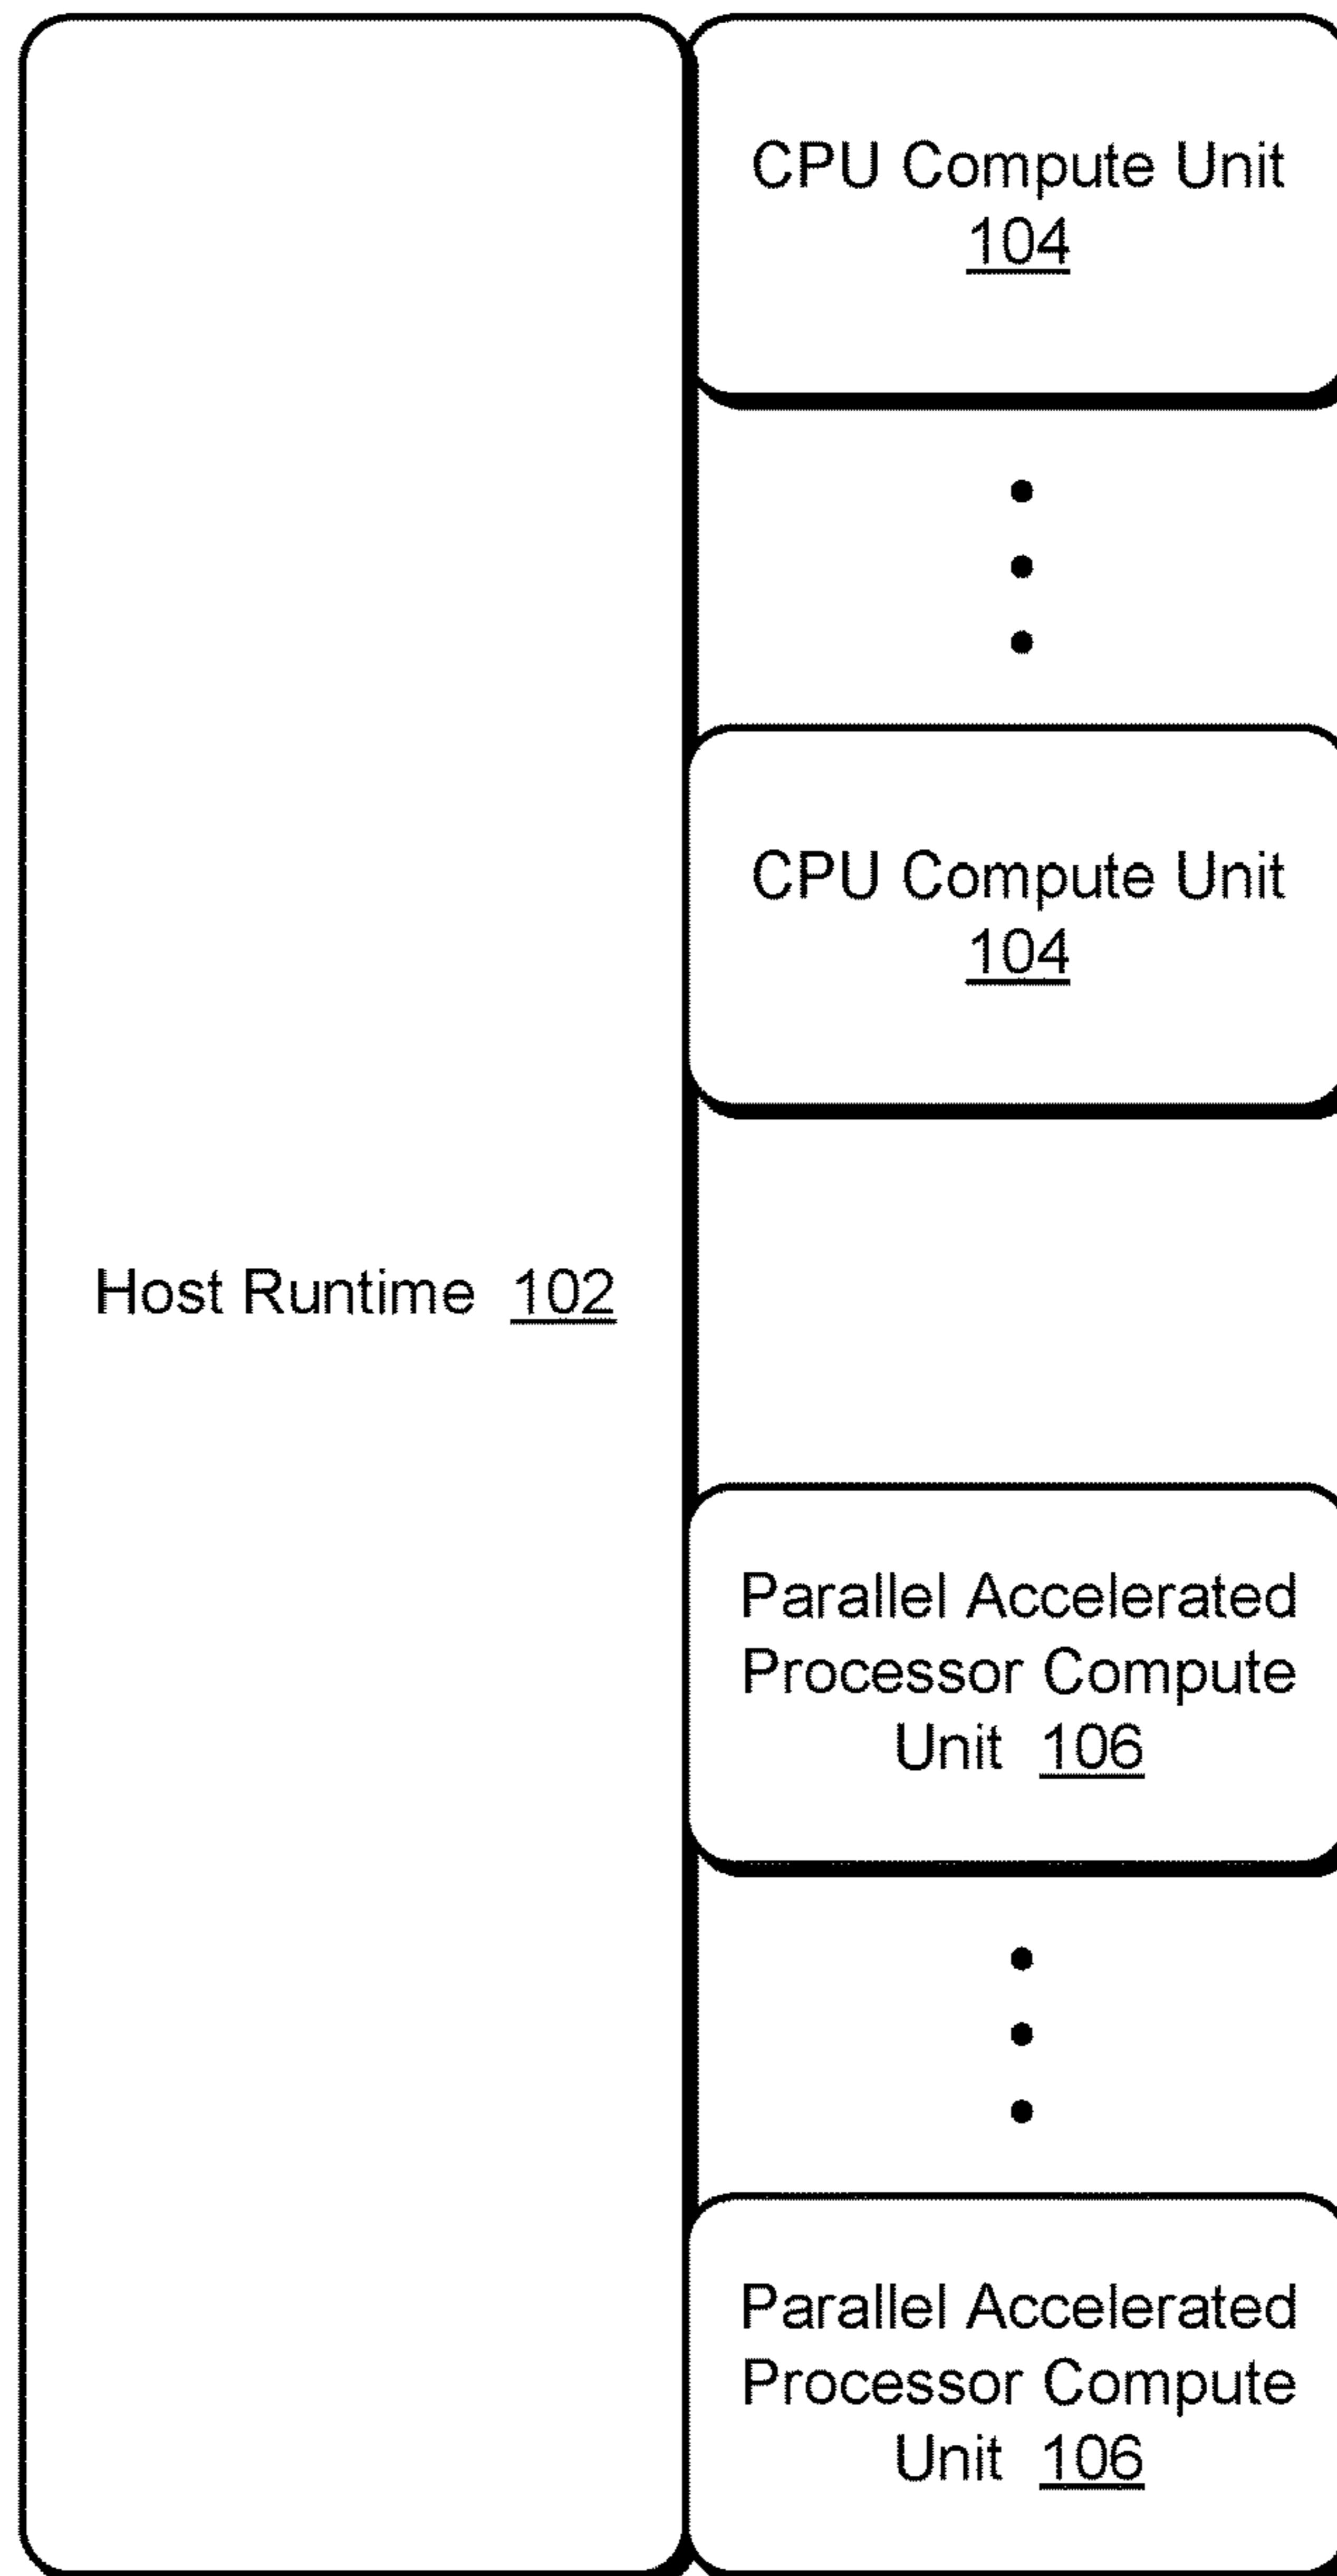 CPU Compute Unit
104
CPU Compute Unit
104
Host Runtime 102
Parallel Accelerated
Processor Compute
Unit 106
Parallel Accelerated
Processor Compute
Unit 106